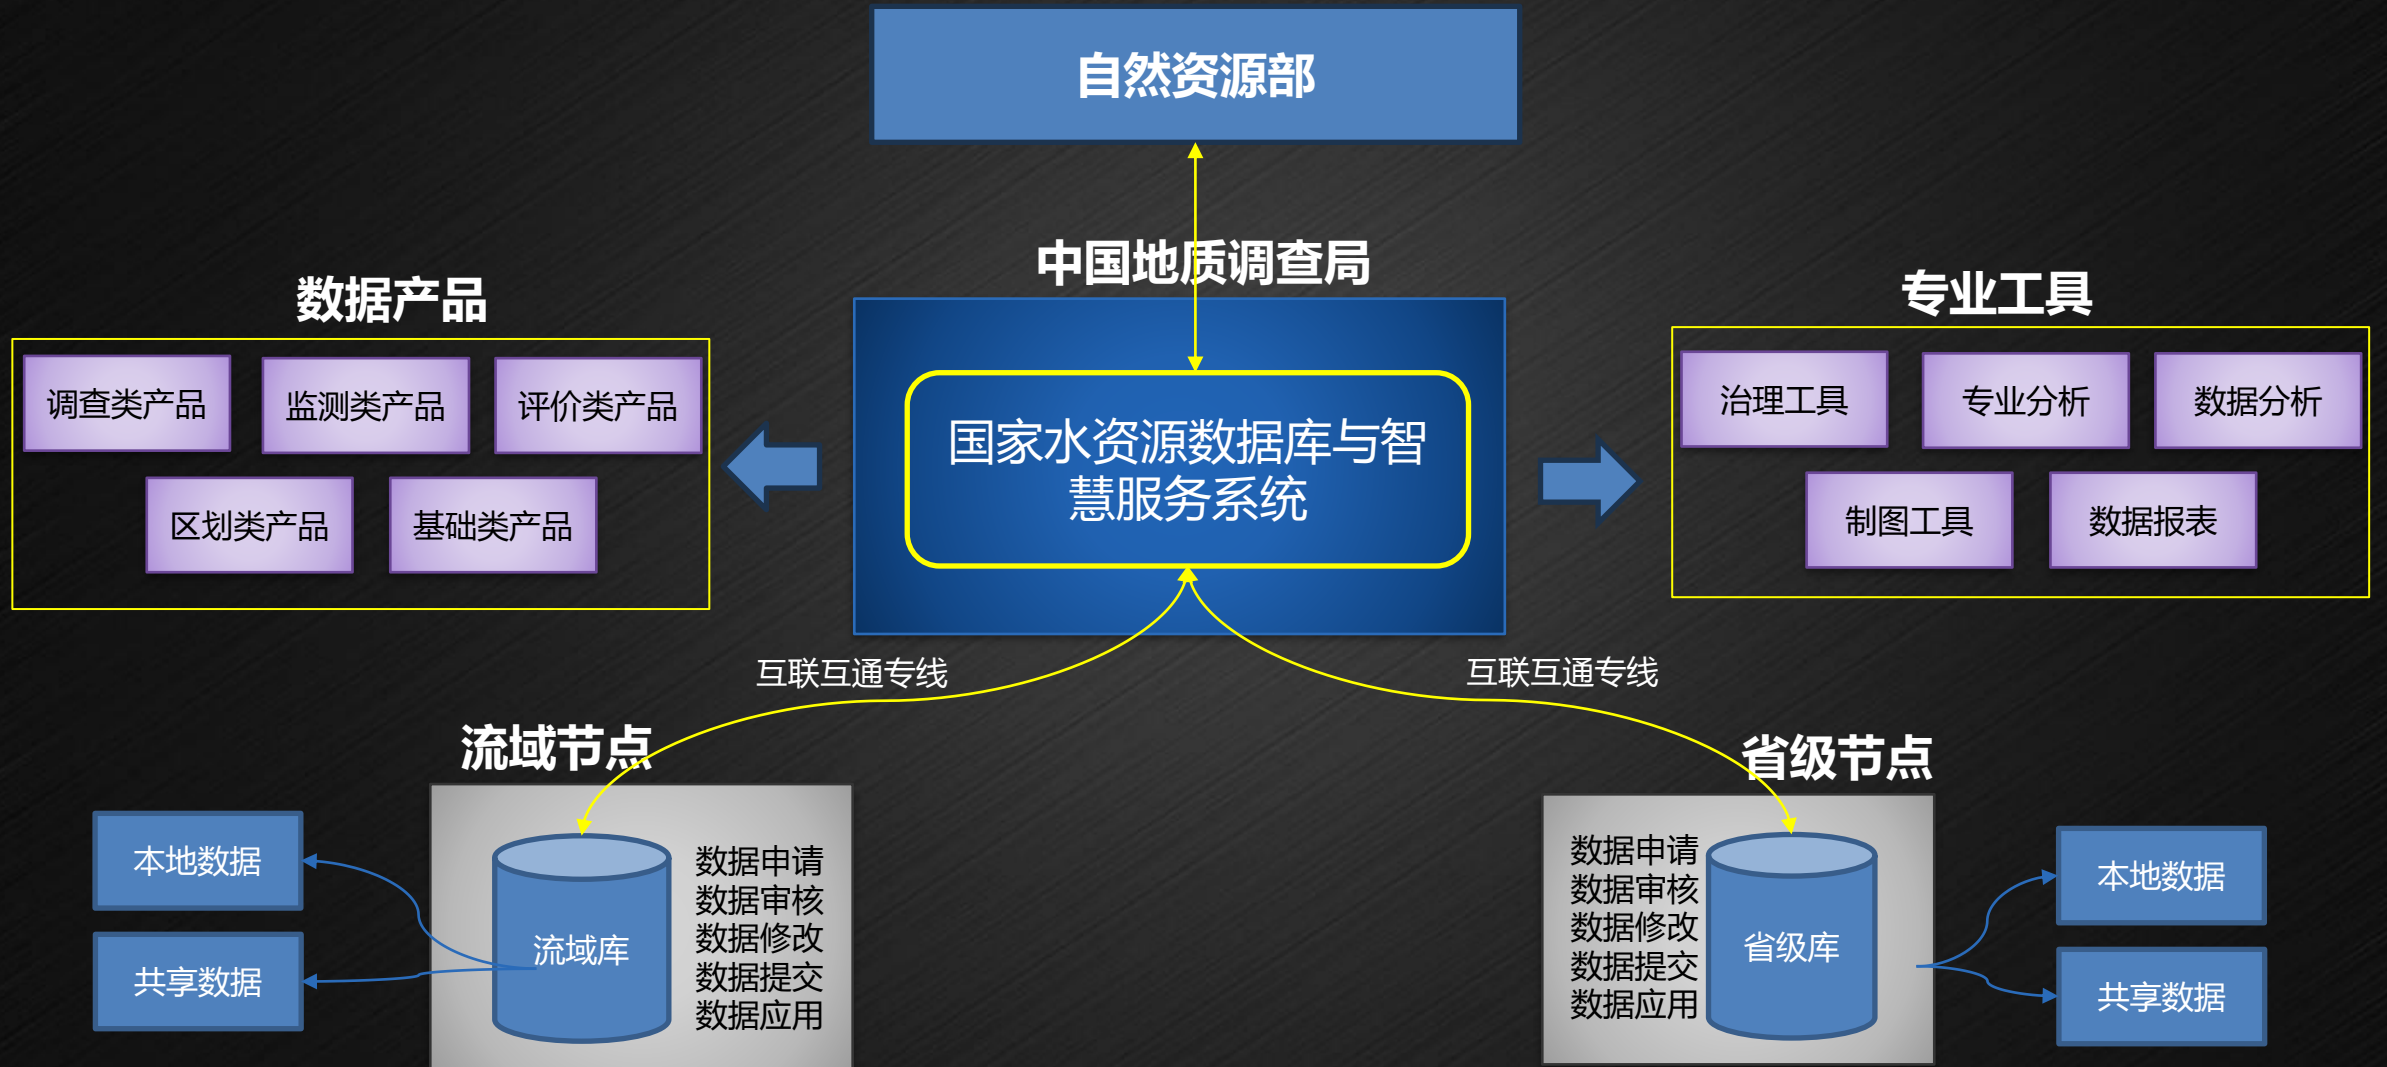 自然资源部
中国地质调查局
国家水资源数据库与智
慧服务系统
数据产品
调查类产品
监测类产品
评价类产品
区划类产品
基础类产品
专业工具
治理工具
专业分析
数据分析
制图工具
数据报表
互联互通专线
互联互通专线
流域节点
本地数据
共享数据
流域库
数据申请
数据审核
数据修改
数据提交
数据应用
省级节点
数据申请
数据审核
数据修改
数据提交
数据应用
省级库
本地数据
共享数据